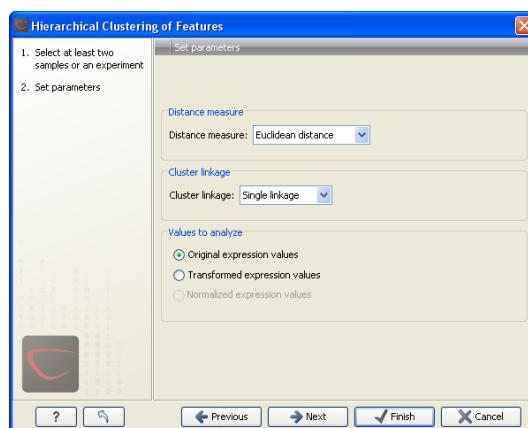 Hierarchical Clustering of Features
1. Select at least two
samples or an experiment
2. Set parameters
Set parameters
Distance measure
Distance measure: Euclidean distance
Cluster linkage
Cluster linkage: Single linkage
Values to analyze
Original expression values
Transformed expression values
Normalized expression values
? Previous Next Finish Cancel